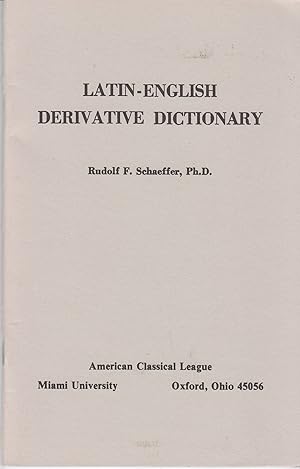 LATIN-ENGLISH
DERIVATIVE DICTIONARY
Rudolf F. Schaeffer, Ph.D.
American Classical League
Miami University Oxford, Ohio 45056